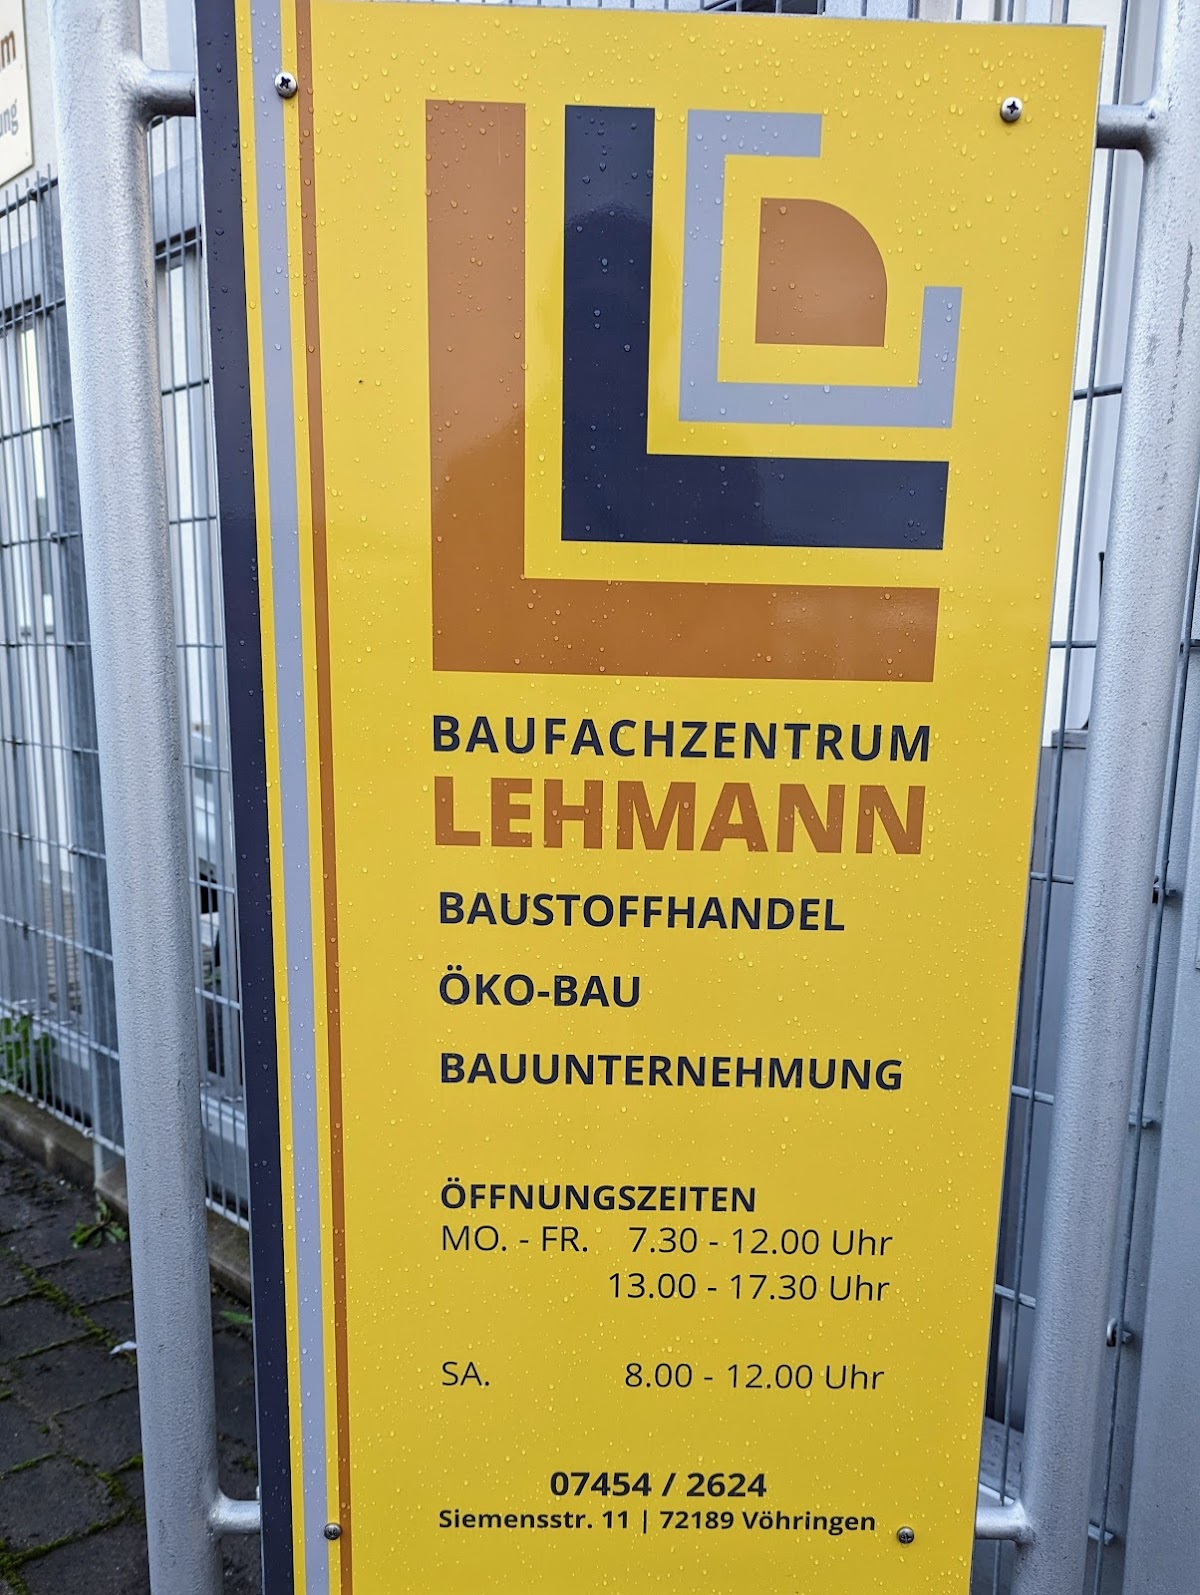 m
ung
BAUFACHZENTRUM
LEHMANN
BAUSTOFFHANDEL
ÖKO-BAU
BAUUNTERNEHMUNG
ÖFFNUNGSZEITEN
MO. - FR. 7.30 - 12.00 Uhr
13.00 - 17.30 Uhr
SA. 8.00 - 12.00 Uhr
07454 / 2624
Siemensstr. 11 | 72189 Vöhringen